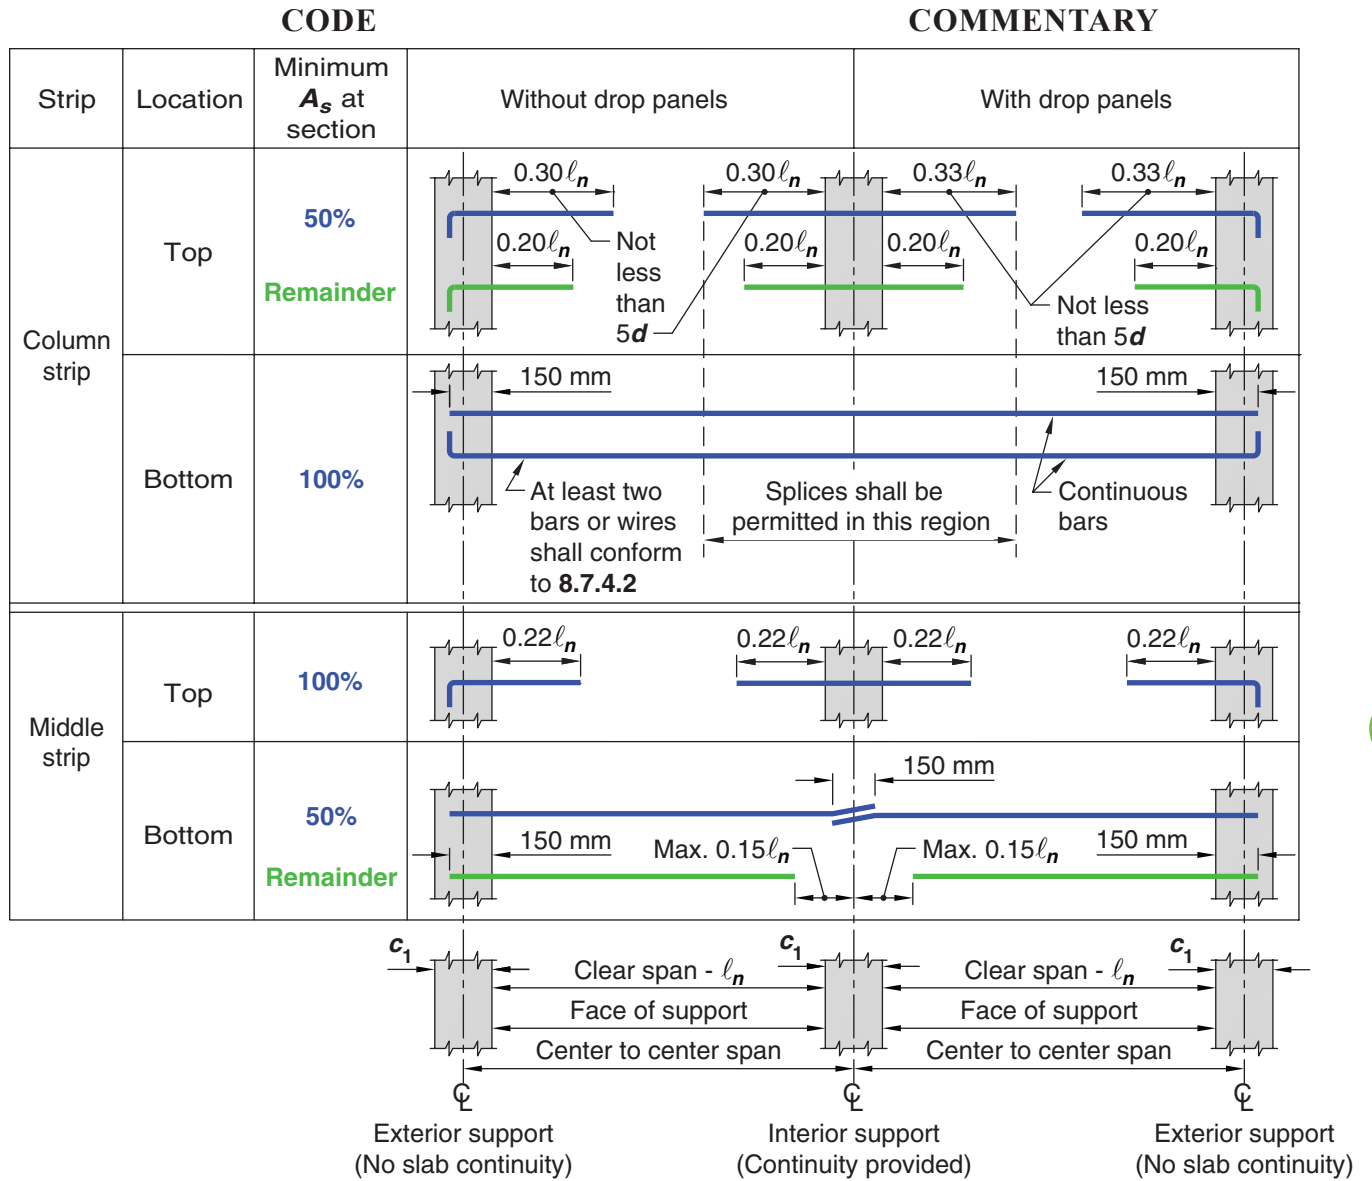 CODE
COMMENTARY
Strip
Location
Minimum
As at
section
Without drop panels
With drop panels
Column
strip
Top
50%
Remainder
0.30ℓn
0.30ℓn
0.33ℓn
0.33ℓn
0.20ℓn
0.20ℓn
0.20ℓn
0.20ℓn
Not
less
than
5d
Not less
than 5d
Bottom
100%
150 mm
150 mm
At least two
bars or wires
shall conform
to 8.7.4.2
Splices shall be
permitted in this region
Continuous
bars
Middle
strip
Top
100%
0.22ℓn
0.22ℓn
0.22ℓn
0.22ℓn
Bottom
50%
Remainder
150 mm
150 mm
Max. 0.15ℓn
Max. 0.15ℓn
150 mm
c1
c1
c1
Clear span - ℓn
Clear span - ℓn
Face of support
Face of support
Center to center span
Center to center span
℄
℄
℄
Exterior support
(No slab continuity)
Interior support
(Continuity provided)
Exterior support
(No slab continuity)